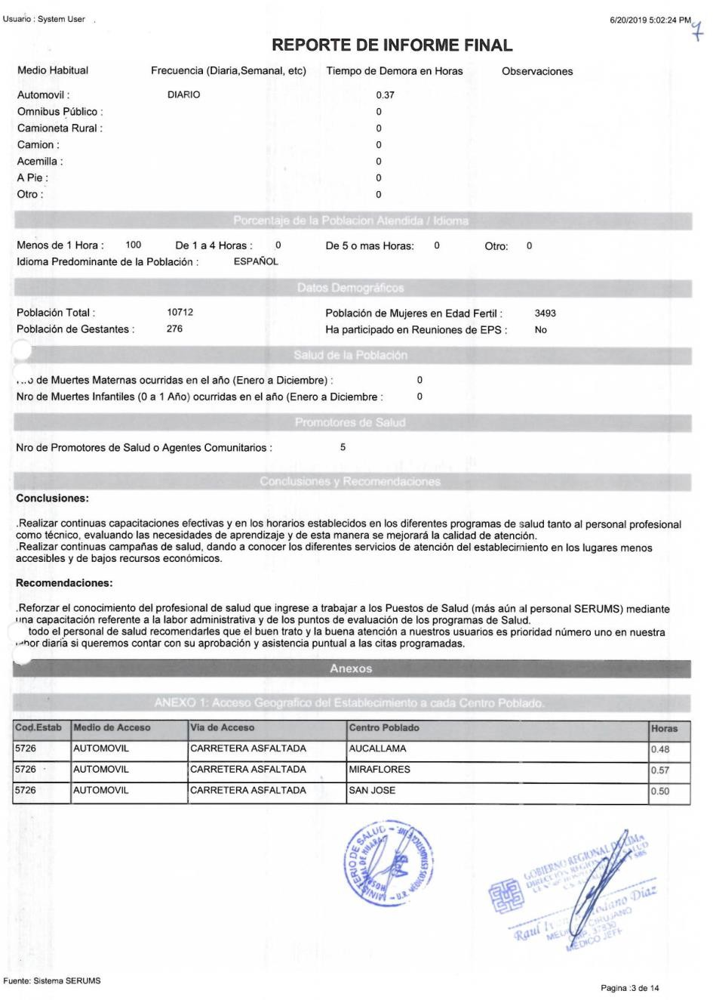 Usuario : System User
6/20/2019 5:02:24 PM
7
REPORTE DE INFORME FINAL
Medio Habitual Frecuencia (Diaria,Semanal, etc) Tiempo de Demora en Horas Observaciones
Automovil : DIARIO 0.37
Omnibus Público : 0
Camioneta Rural : 0
Camion : 0
Acemilla : 0
A Pie : 0
Otro : 0
Porcentaje de la Poblacion Atendida / Idioma
Menos de 1 Hora : 100 De 1 a 4 Horas : 0 De 5 o mas Horas: 0 Otro: 0
Idioma Predominante de la Población : ESPAÑOL
Datos Demográficos
Población Total : 10712 Población de Mujeres en Edad Fertil : 3493
Población de Gestantes : 276 Ha participado en Reuniones de EPS : No
Salud de la Población
de Muertes Maternas ocurridas en el año (Enero a Diciembre) : 0
Nro de Muertes Infantiles (0 a 1 Año) ocurridas en el año (Enero a Diciembre : 0
Promotores de Salud
Nro de Promotores de Salud o Agentes Comunitarios : 5
Conclusiones y Recomendaciones
Conclusiones:
.Realizar continuas capacitaciones efectivas y en los horarios establecidos en los diferentes programas de salud tanto al personal profesional
como técnico, evaluando las necesidades de aprendizaje y de esta manera se mejorará la calidad de atención.
.Realizar continuas campañas de salud, dando a conocer los diferentes servicios de atención del establecimiento en los lugares menos
accesibles y de bajos recursos económicos.
Recomendaciones:
.Reforzar el conocimiento del profesional de salud que ingrese a trabajar a los Puestos de Salud (más aún al personal SERUMS) mediante
una capacitación referente a la labor administrativa y de los puntos de evaluación de los programas de Salud.
todo el personal de salud recomendarles que el buen trato y la buena atención a nuestros usuarios es prioridad número uno en nuestra
labor diaria si queremos contar con su aprobación y asistencia puntual a las citas programadas.
Anexos
ANEXO 1: Acceso Geografico del Establecimiento a cada Centro Poblado.
Cod.Estab Medio de Acceso Via de Acceso Centro Poblado Horas
5726 AUTOMOVIL CARRETERA ASFALTADA AUCALLAMA 0.48
5726 AUTOMOVIL CARRETERA ASFALTADA MIRAFLORES 0.57
5726 AUTOMOVIL CARRETERA ASFALTADA SAN JOSE 0.50
MINISTERIO DE SALUD
GOBIERNO REGIONAL DE LIMA
Raul Díaz
CIRUJANO
MEDICO JEFE
Fuente: Sistema SERUMS
Pagina :3 de 14